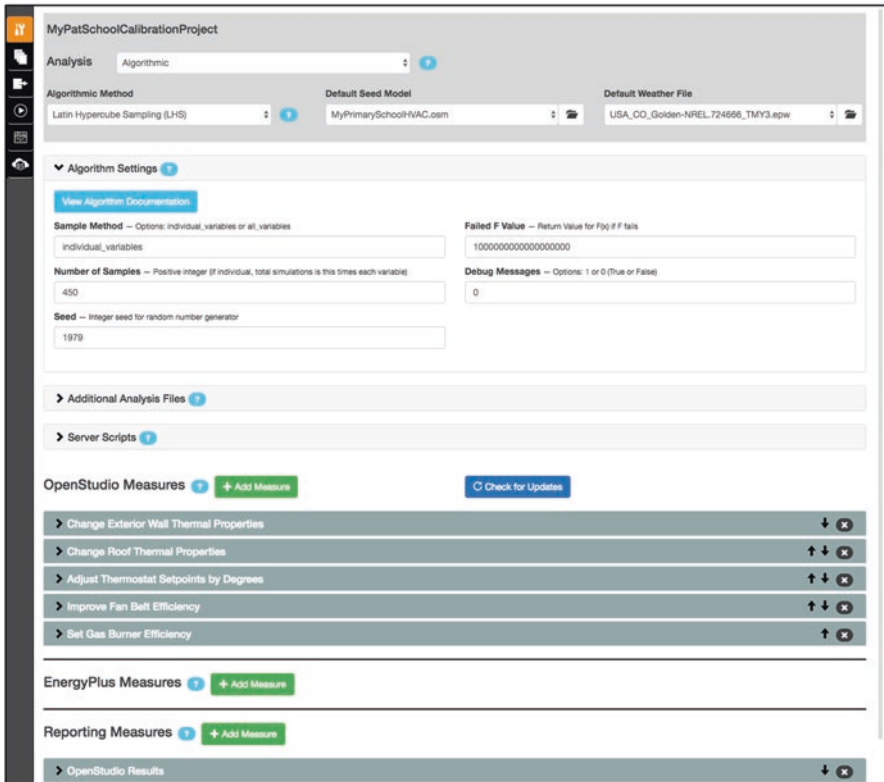 MyPatSchoolCalibrationProject
Analysis Algorithmic ?
Algorithmic Method Default Seed Model Default Weather File
Latin Hypercube Sampling (LHS) ? MyPrimarySchoolHVAC.osm USA_CO_Golden-NREL.724666_TMY3.epw
Algorithm Settings ?
View Algorithm Documentation
Sample Method — Options: individual_variables or all_variables Failed F Value — Return Value for F(x) if F fails
individual_variables 1000000000000000000
Number of Samples — Positive integer (if individual, total simulations is this times each variable) Debug Messages — Options: 1 or 0 (True or False)
450 0
Seed — Integer seed for random number generator
1979
Additional Analysis Files ?
Server Scripts ?
OpenStudio Measures ? + Add Measure Check for Updates
Change Exterior Wall Thermal Properties
Change Roof Thermal Properties
Adjust Thermostat Setpoints by Degrees
Improve Fan Belt Efficiency
Set Gas Burner Efficiency
EnergyPlus Measures ? + Add Measure
Reporting Measures ? + Add Measure
OpenStudio Results